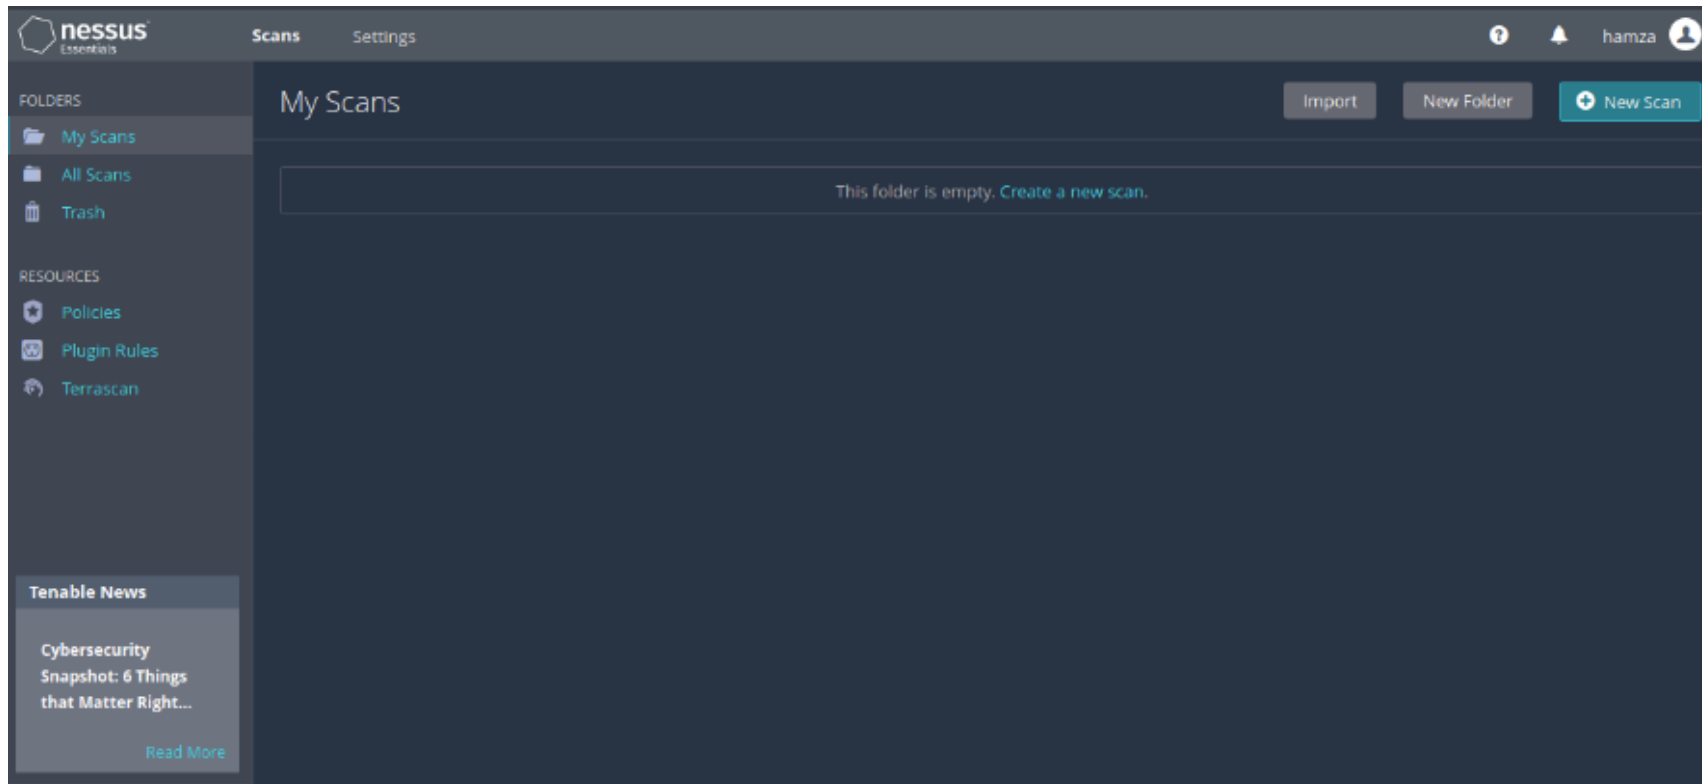 nessus
Essentials
Scans
Settings
hamza
FOLDERS
My Scans
All Scans
Trash
RESOURCES
Policies
Plugin Rules
Terrascan
Tenable News
Cybersecurity
Snapshot: 6 Things
that Matter Right...
Read More
My Scans
Import
New Folder
New Scan
This folder is empty. Create a new scan.